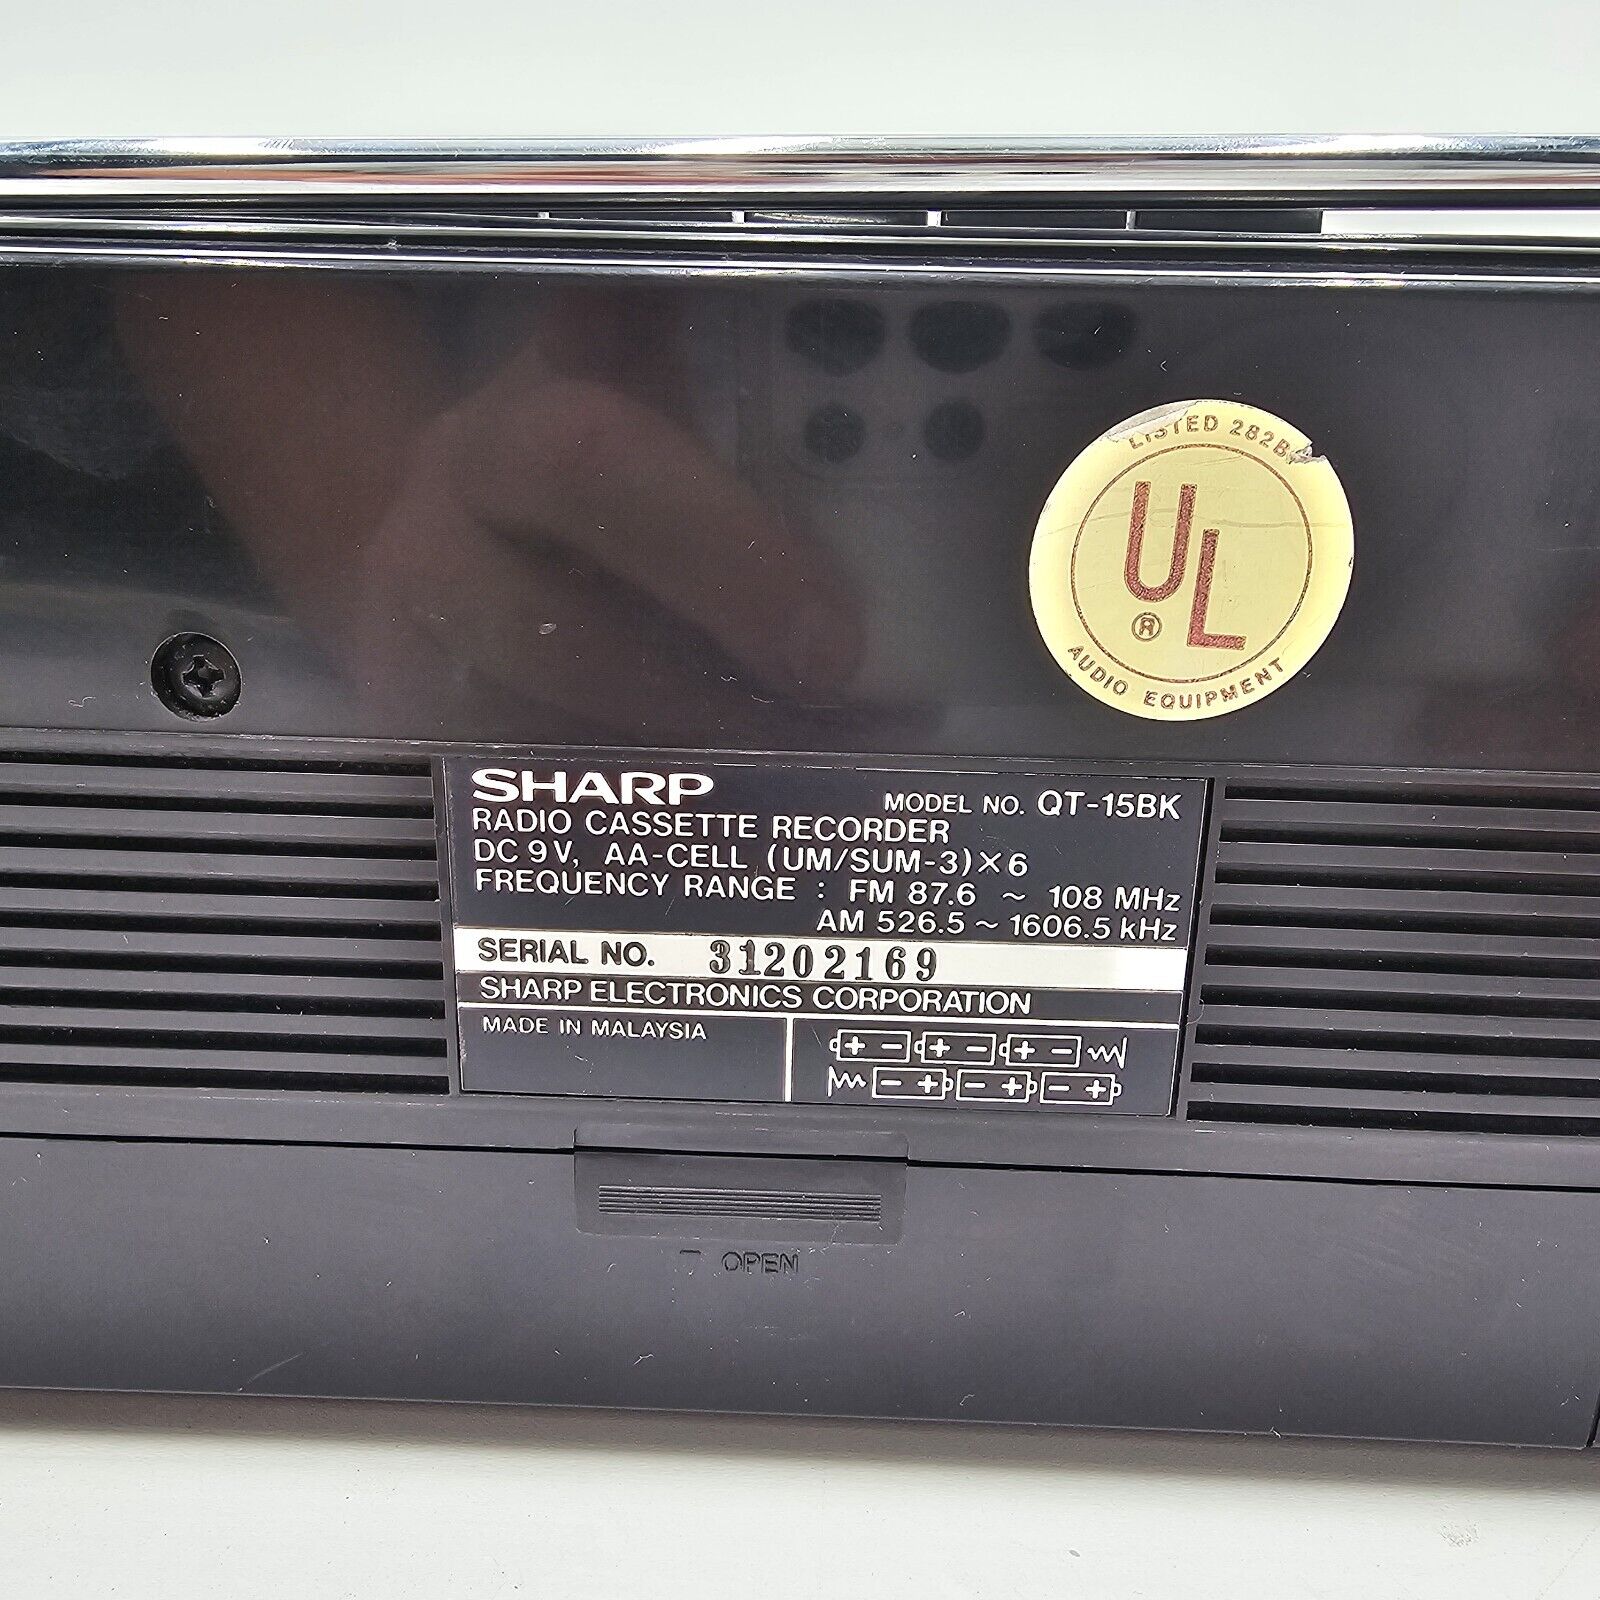 LISTED 282B
UL
®
AUDIO EQUIPMENT
SHARP MODEL NO. QT-15BK
RADIO CASSETTE RECORDER
DC 9V, AA-CELL (UM/SUM-3)×6
FREQUENCY RANGE : FM 87.6 ~ 108 MHz
AM 526.5 ~ 1606.5 kHz
SERIAL NO. 31202169
SHARP ELECTRONICS CORPORATION
MADE IN MALAYSIA
+ − + − + −
− + − + − +
OPEN